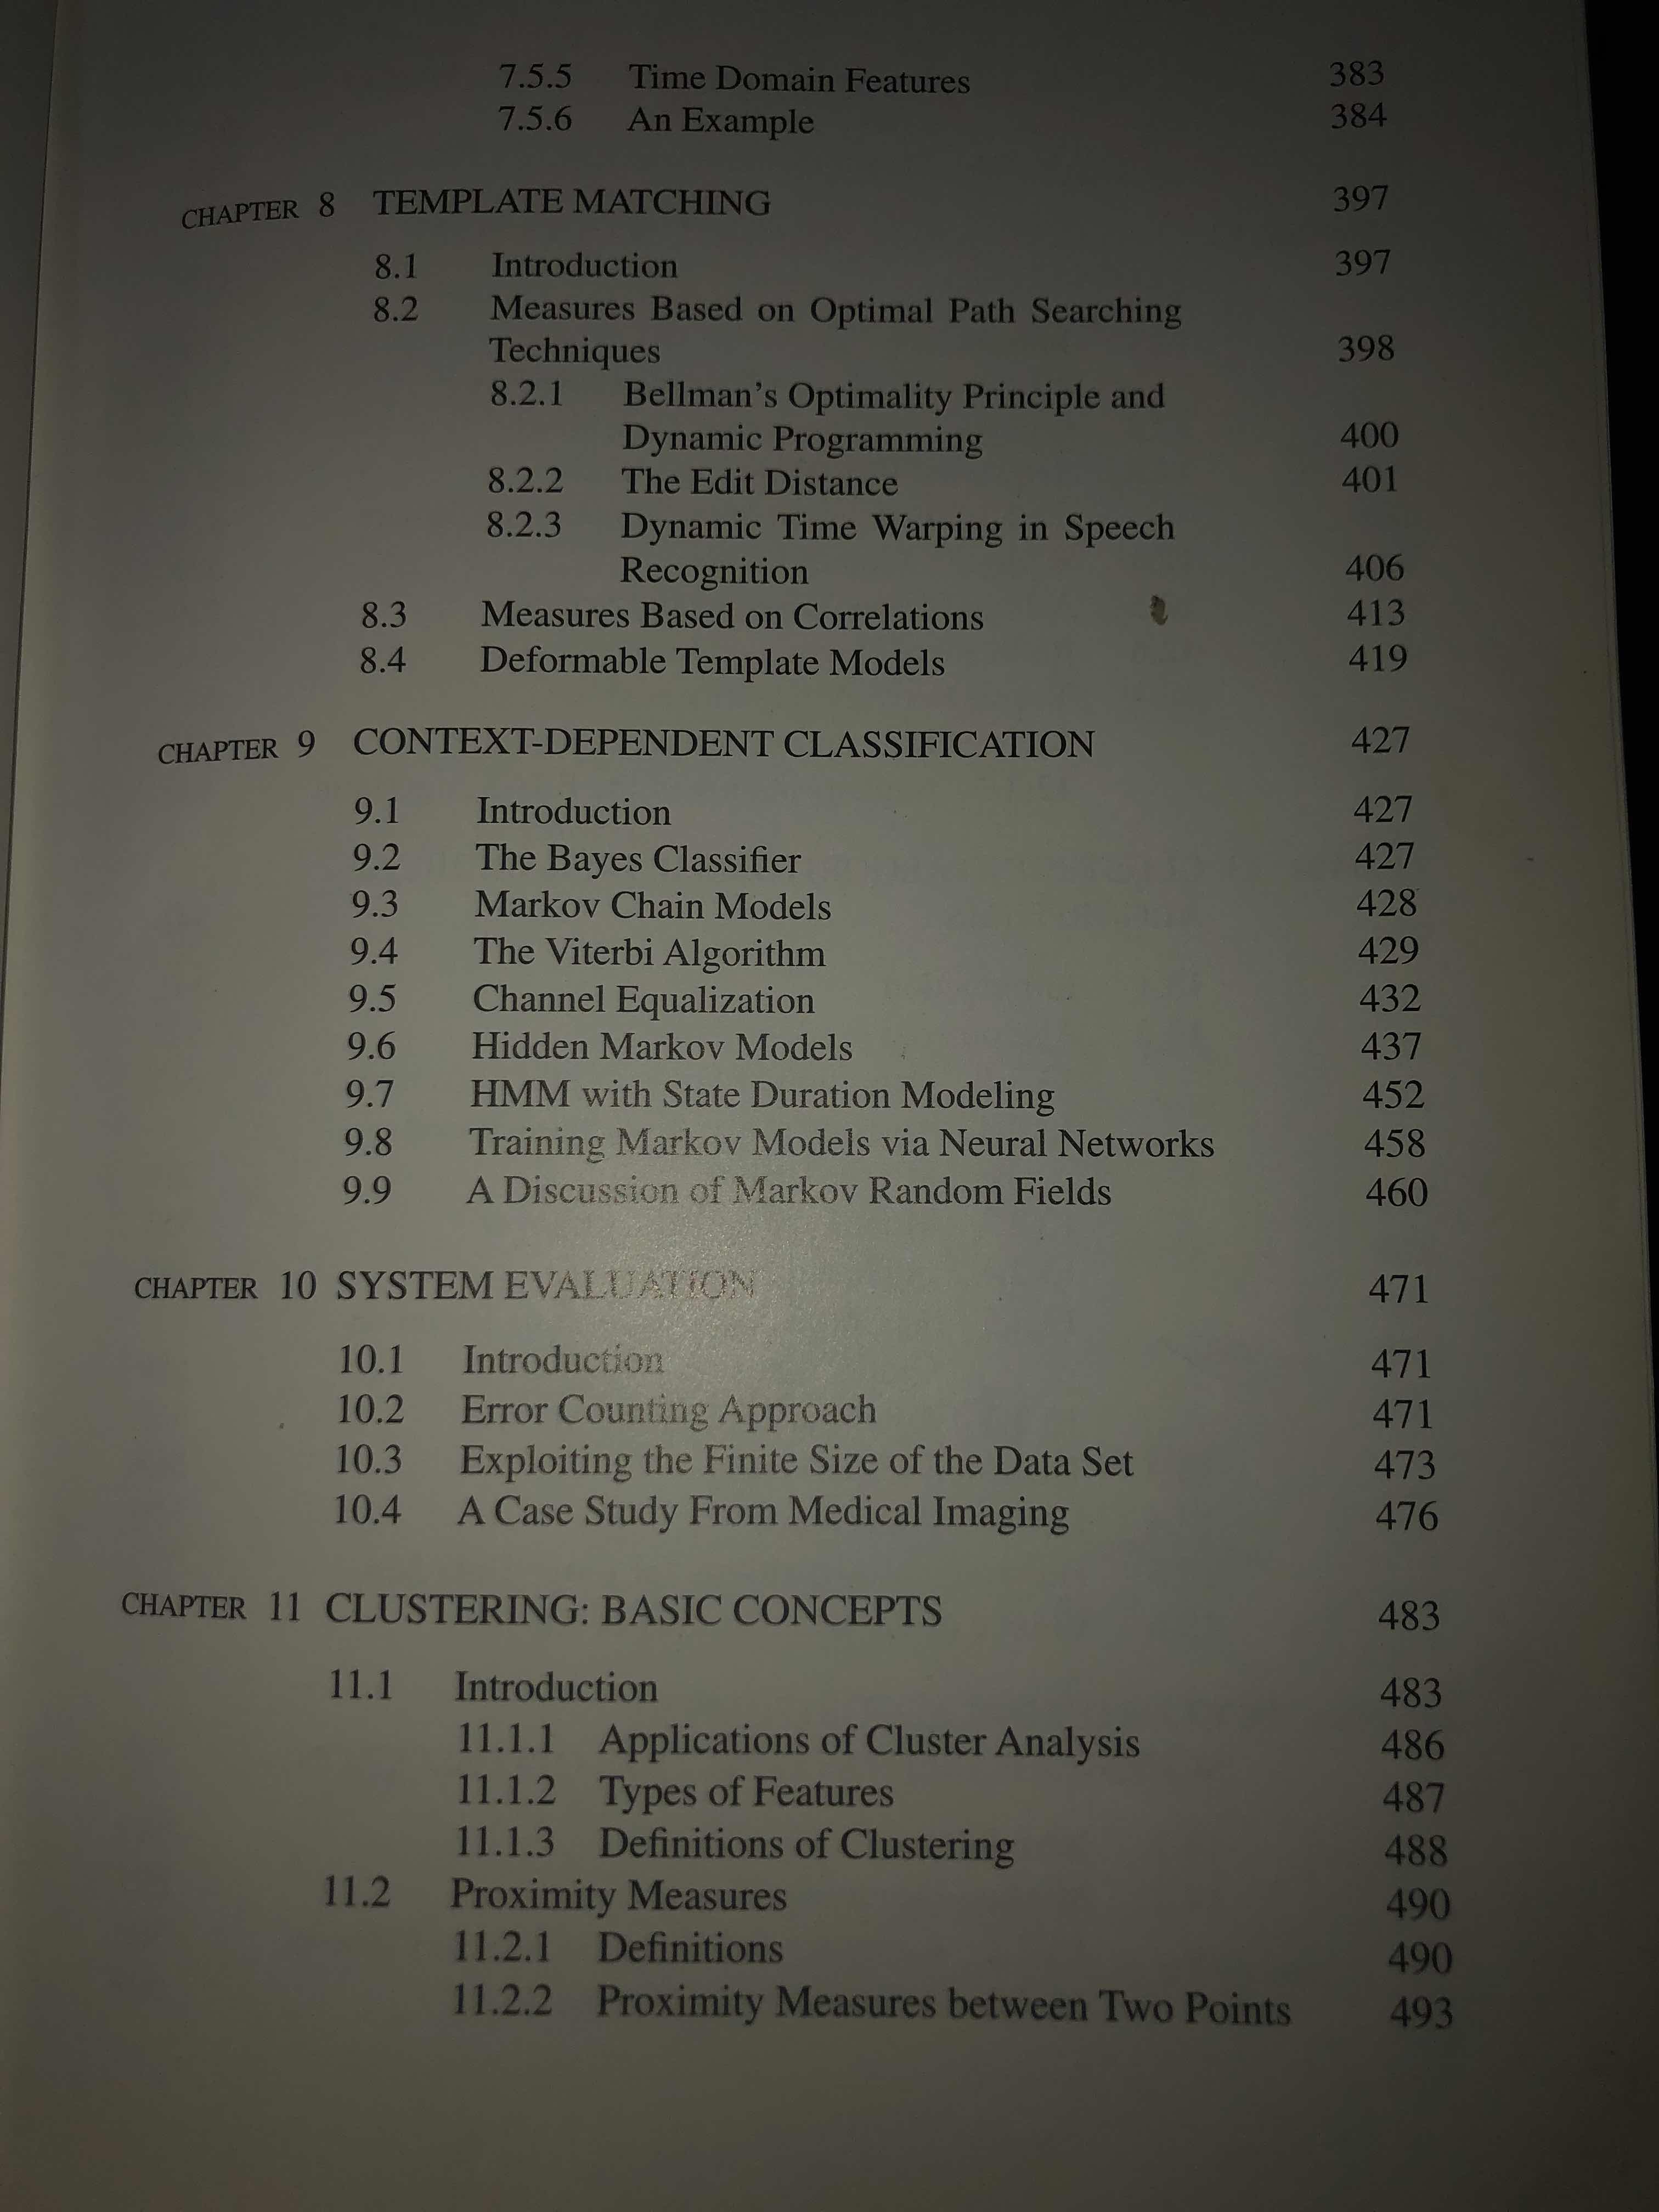 7.5.5 Time Domain Features 383
7.5.6 An Example 384
CHAPTER 8 TEMPLATE MATCHING 397
8.1 Introduction 397
8.2 Measures Based on Optimal Path Searching
Techniques 398
8.2.1 Bellman's Optimality Principle and
Dynamic Programming 400
8.2.2 The Edit Distance 401
8.2.3 Dynamic Time Warping in Speech
Recognition 406
8.3 Measures Based on Correlations 413
8.4 Deformable Template Models 419
CHAPTER 9 CONTEXT-DEPENDENT CLASSIFICATION 427
9.1 Introduction 427
9.2 The Bayes Classifier 427
9.3 Markov Chain Models 428
9.4 The Viterbi Algorithm 429
9.5 Channel Equalization 432
9.6 Hidden Markov Models 437
9.7 HMM with State Duration Modeling 452
9.8 Training Markov Models via Neural Networks 458
9.9 A Discussion of Markov Random Fields 460
CHAPTER 10 SYSTEM EVALUATION 471
10.1 Introduction 471
10.2 Error Counting Approach 471
10.3 Exploiting the Finite Size of the Data Set 473
10.4 A Case Study From Medical Imaging 476
CHAPTER 11 CLUSTERING: BASIC CONCEPTS 483
11.1 Introduction 483
11.1.1 Applications of Cluster Analysis 486
11.1.2 Types of Features 487
11.1.3 Definitions of Clustering 488
11.2 Proximity Measures 490
11.2.1 Definitions 490
11.2.2 Proximity Measures between Two Points 493